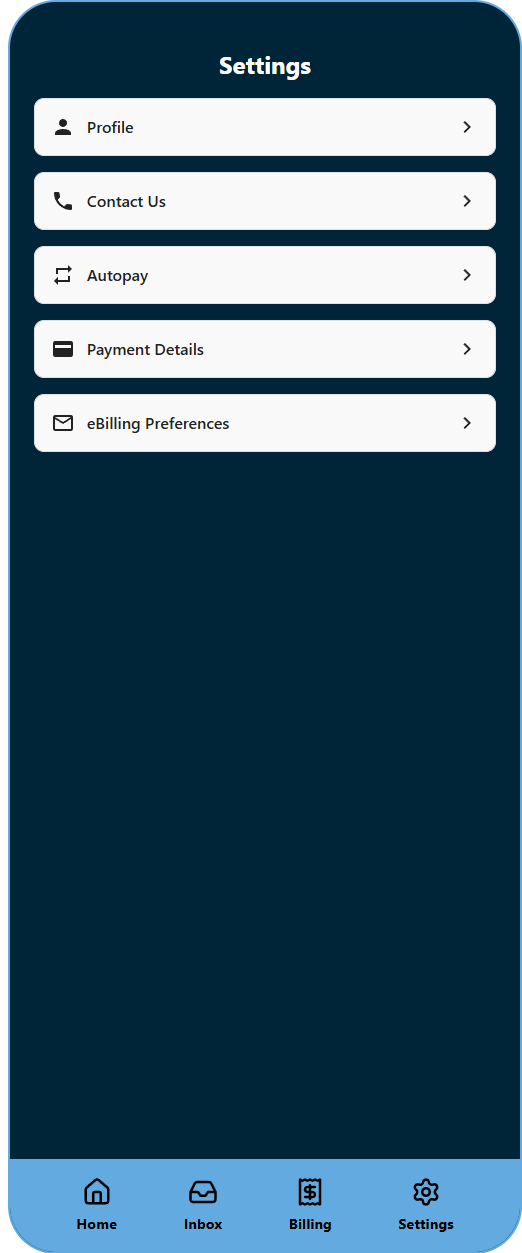 Settings
Profile
Contact Us
Autopay
Payment Details
eBilling Preferences
Home
Inbox
Billing
Settings